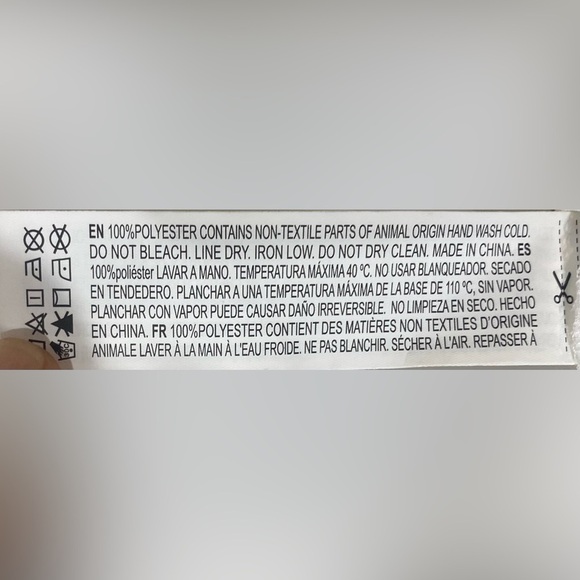 EN 100%POLYESTER CONTAINS NON-TEXTILE PARTS OF ANIMAL ORIGIN HAND WASH COLD.
DO NOT BLEACH. LINE DRY. IRON LOW. DO NOT DRY CLEAN. MADE IN CHINA. ES
100%poliéster LAVAR A MANO. TEMPERATURA MÁXIMA 40 ºC. NO USAR BLANQUEADOR. SECADO
EN TENDEDERO. PLANCHAR A UNA TEMPERATURA MÁXIMA DE LA BASE DE 110 ºC, SIN VAPOR.
PLANCHAR CON VAPOR PUEDE CAUSAR DAÑO IRREVERSIBLE. NO LIMPIEZA EN SECO. HECHO
EN CHINA. FR 100%POLYESTER CONTIENT DES MATIÈRES NON TEXTILES D'ORIGINE
ANIMALE LAVER À LA MAIN À L'EAU FROIDE. NE PAS BLANCHIR. SÉCHER À L'AIR. REPASSER À